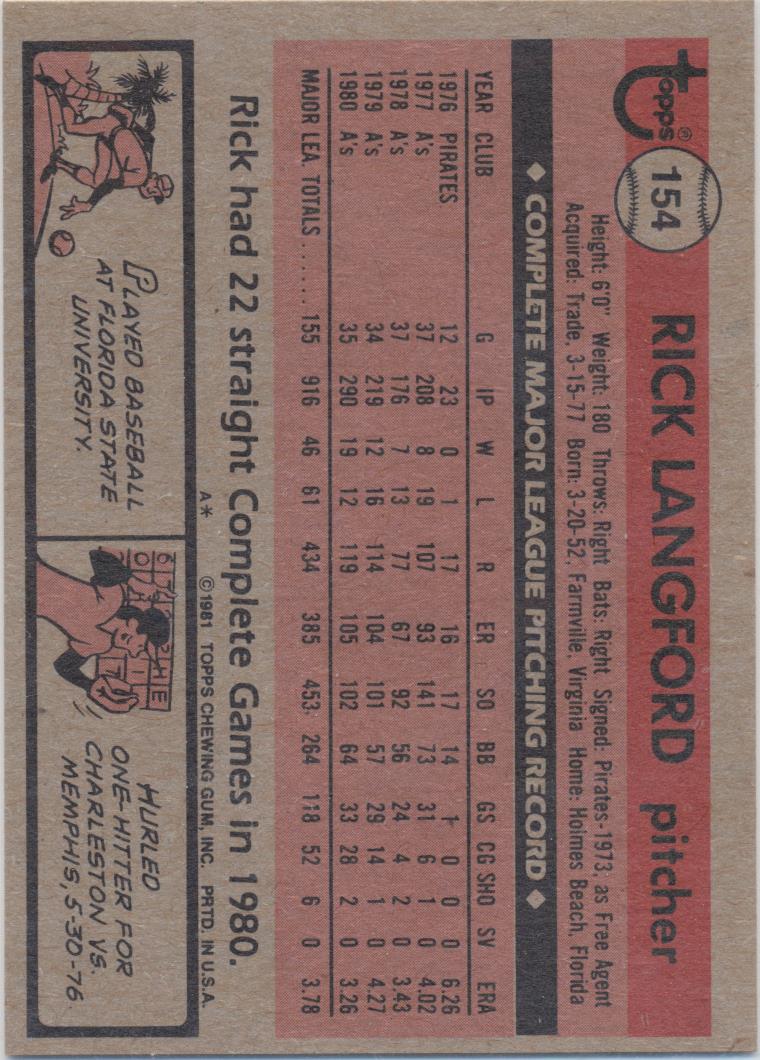 Topps®
154
RICK LANGFORD pitcher
Height: 6'0" Weight: 180 Throws: Right Bats: Right Signed: Pirates-1973, as Free Agent
Acquired: Trade, 3-15-77 Born: 3-20-52, Farmville, Virginia Home: Holmes Beach, Florida
◆ COMPLETE MAJOR LEAGUE PITCHING RECORD ◆
YEAR CLUB G IP W L R ER SO BB GS CG SHO SV ERA
1976 PIRATES 12 23 0 1 17 16 17 14 1 0 0 0 6.26
1977 A's 37 208 8 19 107 93 141 73 31 6 1 0 4.02
1978 A's 37 176 7 13 77 67 92 56 24 4 2 0 3.43
1979 A's 34 219 12 16 114 104 101 57 29 14 1 0 4.27
1980 A's 35 290 19 12 119 105 102 64 33 28 2 0 3.26
MAJOR LEA. TOTALS ...... 155 916 46 61 434 385 453 264 118 52 6 0 3.78
Rick had 22 straight Complete Games in 1980.
A* ©1981 TOPPS CHEWING GUM, INC. PRTD. IN U.S.A.
PLAYED BASEBALL
AT FLORIDA STATE
UNIVERSITY.
HURLED
ONE-HITTER FOR
CHARLESTON VS.
MEMPHIS, 5-30-76.